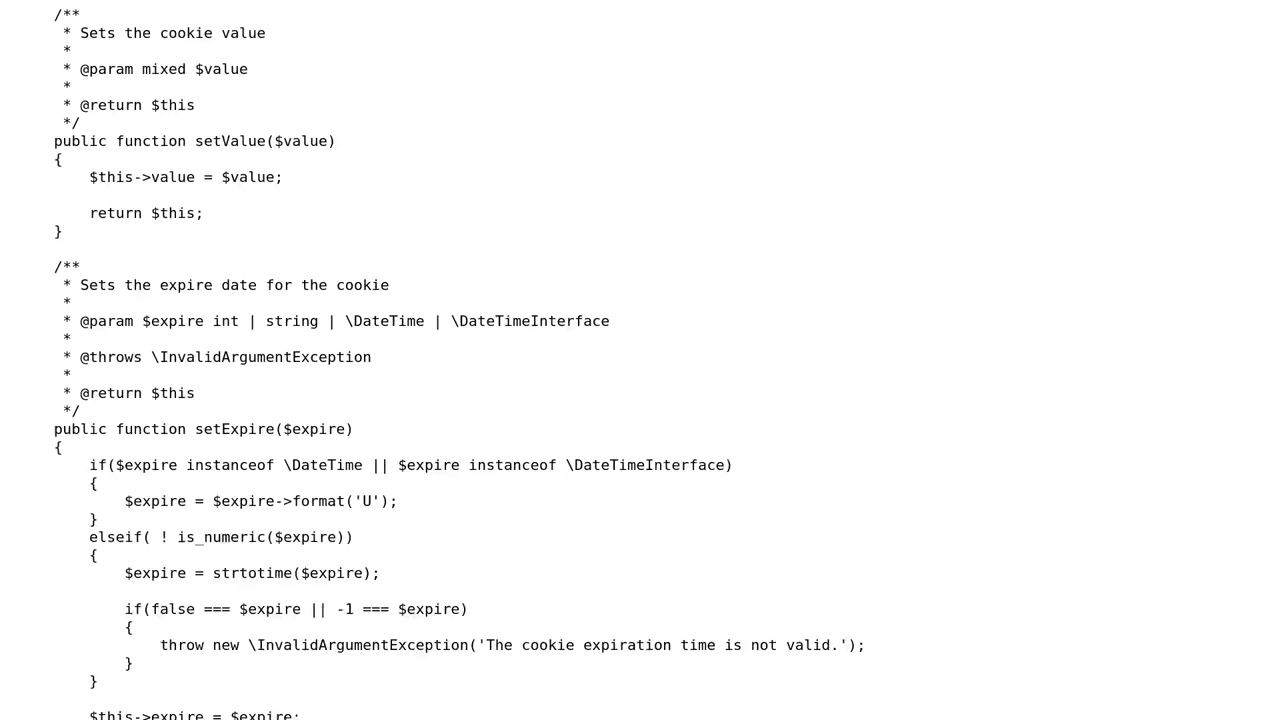 /**
 * Sets the cookie value
 *
 * @param mixed $value
 *
 * @return $this
 */
public function setValue($value)
{
    $this->value = $value;

    return $this;
}

/**
 * Sets the expire date for the cookie
 *
 * @param $expire int | string | \DateTime | \DateTimeInterface
 *
 * @throws \InvalidArgumentException
 *
 * @return $this
 */
public function setExpire($expire)
{
    if($expire instanceof \DateTime || $expire instanceof \DateTimeInterface)
    {
        $expire = $expire->format('U');
    }
    elseif( ! is_numeric($expire))
    {
        $expire = strtotime($expire);

        if(false === $expire || -1 === $expire)
        {
            throw new \InvalidArgumentException('The cookie expiration time is not valid.');
        }
    }

    $this->expire = $expire;